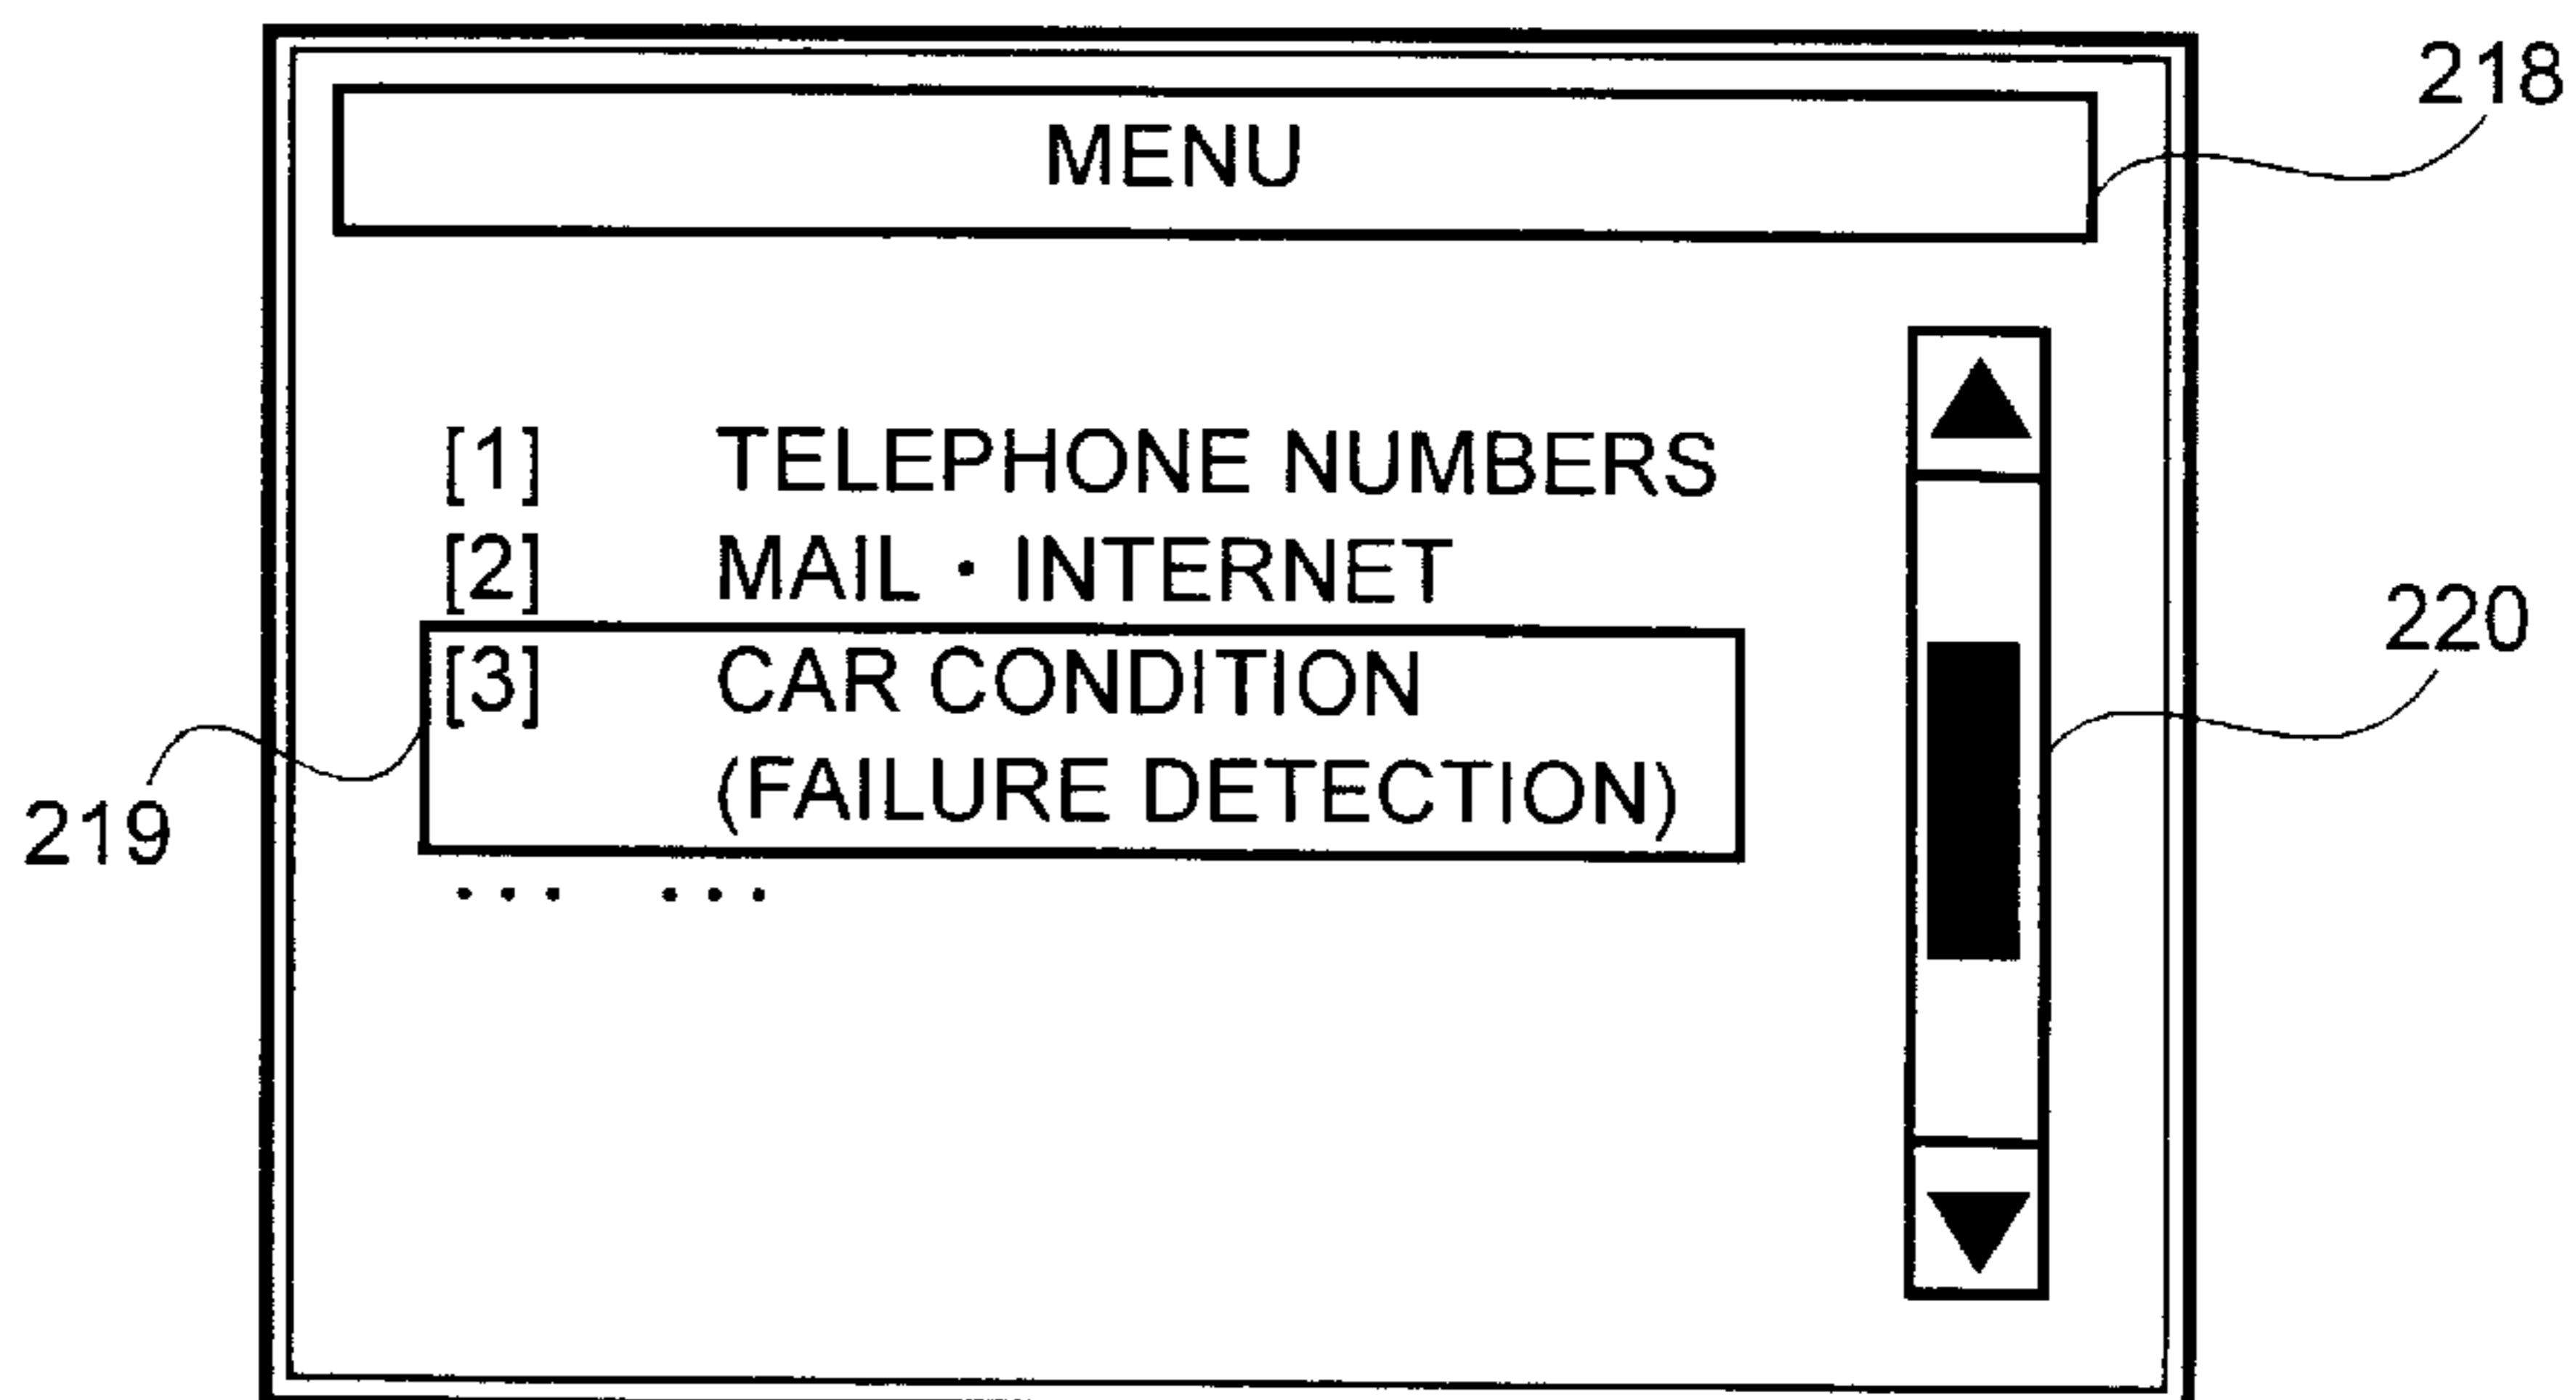 MENU
218
[1] TELEPHONE NUMBERS
[2] MAIL・INTERNET
[3] CAR CONDITION
(FAILURE DETECTION)
... ...
220
219